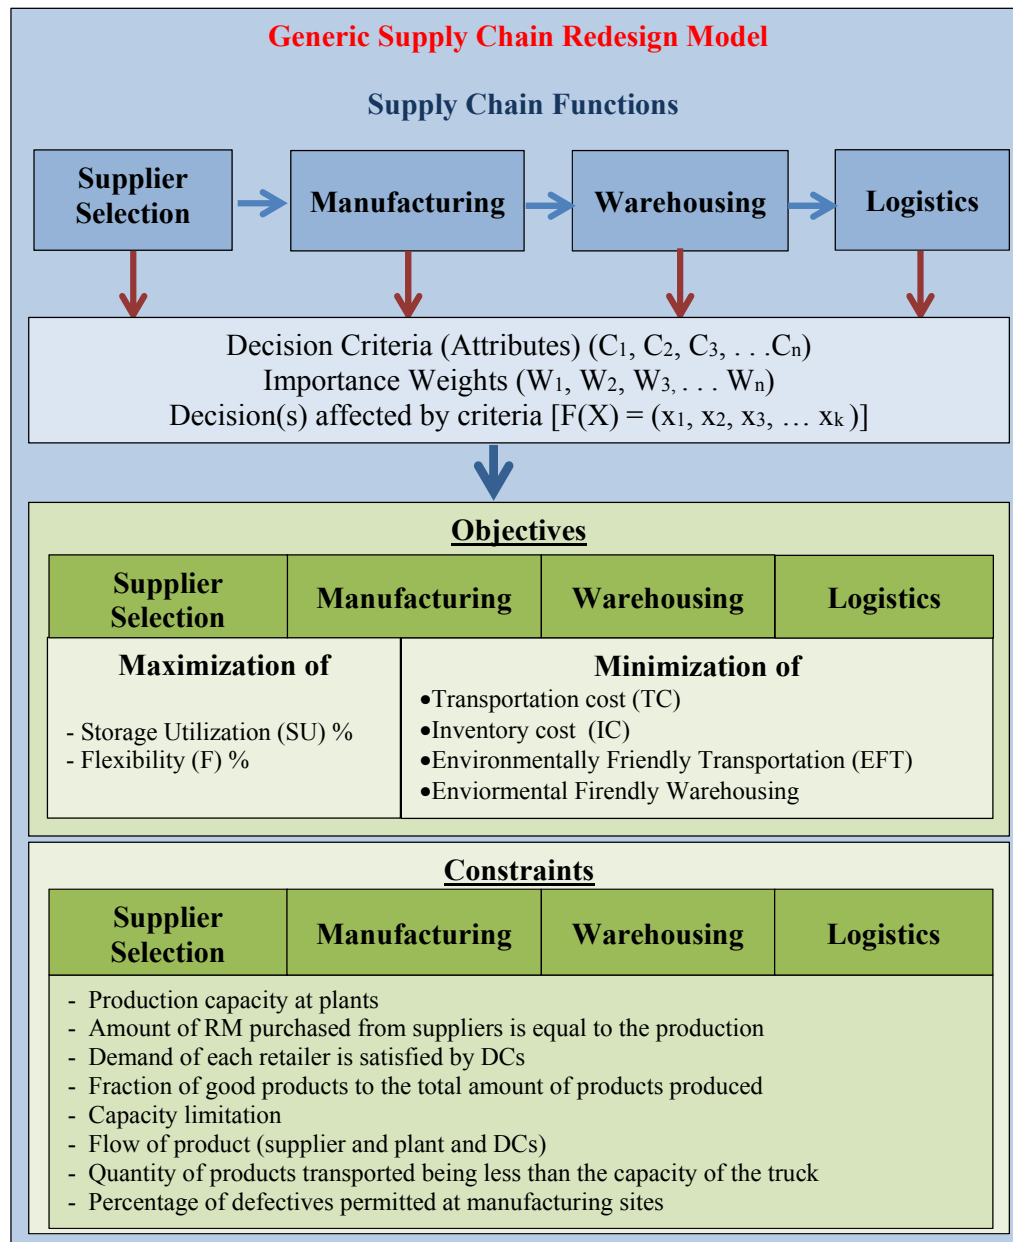 Generic Supply Chain Redesign Model
Supply Chain Functions
Supplier
Selection
Manufacturing
Warehousing
Logistics
Decision Criteria (Attributes) (C₁, C₂, C₃, . . .Cₙ)
Importance Weights (W₁, W₂, W₃, . . . Wₙ)
Decision(s) affected by criteria [F(X) = (x₁, x₂, x₃, … xₖ )]
Objectives
Supplier
Selection
Manufacturing
Warehousing
Logistics
Maximization of
- Storage Utilization (SU) %
- Flexibility (F) %
Minimization of
•Transportation cost (TC)
•Inventory cost (IC)
•Environmentally Friendly Transportation (EFT)
•Enviormental Firendly Warehousing
Constraints
Supplier
Selection
Manufacturing
Warehousing
Logistics
- Production capacity at plants
- Amount of RM purchased from suppliers is equal to the production
- Demand of each retailer is satisfied by DCs
- Fraction of good products to the total amount of products produced
- Capacity limitation
- Flow of product (supplier and plant and DCs)
- Quantity of products transported being less than the capacity of the truck
- Percentage of defectives permitted at manufacturing sites